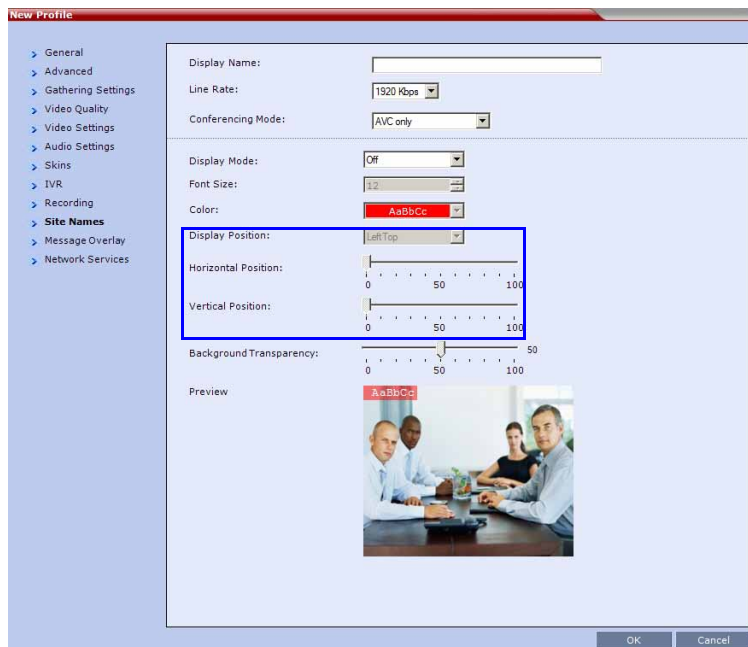 New Profile
General
Advanced
Gathering Settings
Video Quality
Video Settings
Audio Settings
Skins
IVR
Recording
Site Names
Message Overlay
Network Services
Display Name:
Line Rate: 1920 Kbps
Conferencing Mode: AVC only
Display Mode: Off
Font Size: 12
Color: AaBbCc
Display Position: LeftTop
Horizontal Position:
0 50 100
Vertical Position:
0 50 100
Background Transparency: 50
0 50 100
Preview
AaBbCc
OK Cancel